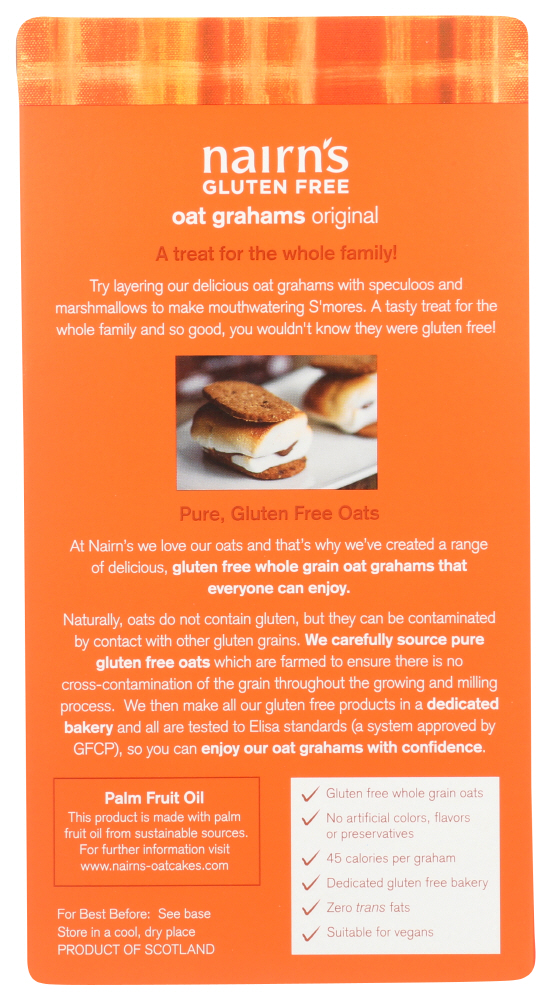 nairn's
GLUTEN FREE
oat grahams original
A treat for the whole family!
Try layering our delicious oat grahams with speculoos and
marshmallows to make mouthwatering S'mores. A tasty treat for the
whole family and so good, you wouldn't know they were gluten free!
Pure, Gluten Free Oats
At Nairn's we love our oats and that's why we've created a range
of delicious, gluten free whole grain oat grahams that
everyone can enjoy.
Naturally, oats do not contain gluten, but they can be contaminated
by contact with other gluten grains. We carefully source pure
gluten free oats which are farmed to ensure there is no
cross-contamination of the grain throughout the growing and milling
process. We then make all our gluten free products in a dedicated
bakery and all are tested to Elisa standards (a system approved by
GFCP), so you can enjoy our oat grahams with confidence.
Palm Fruit Oil
This product is made with palm
fruit oil from sustainable sources.
For further information visit
www.nairns-oatcakes.com
For Best Before: See base
Store in a cool, dry place
PRODUCT OF SCOTLAND
Gluten free whole grain oats
No artificial colors, flavors
or preservatives
45 calories per graham
Dedicated gluten free bakery
Zero trans fats
Suitable for vegans